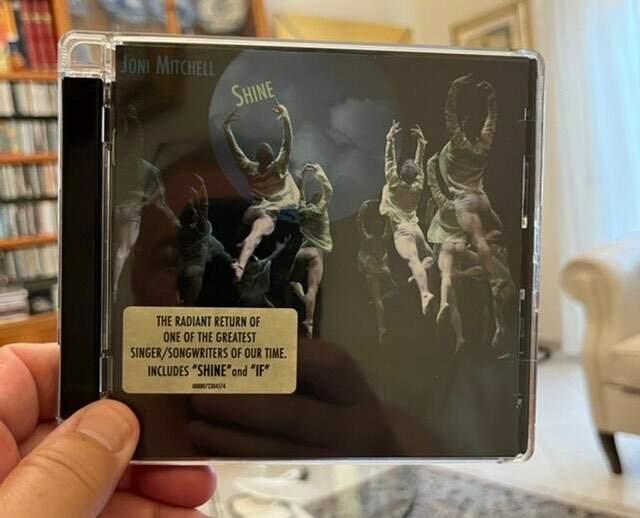 JONI MITCHELL
SHINE
THE RADIANT RETURN OF
ONE OF THE GREATEST
SINGER/SONGWRITERS OF OUR TIME.
INCLUDES "SHINE" and "IF"